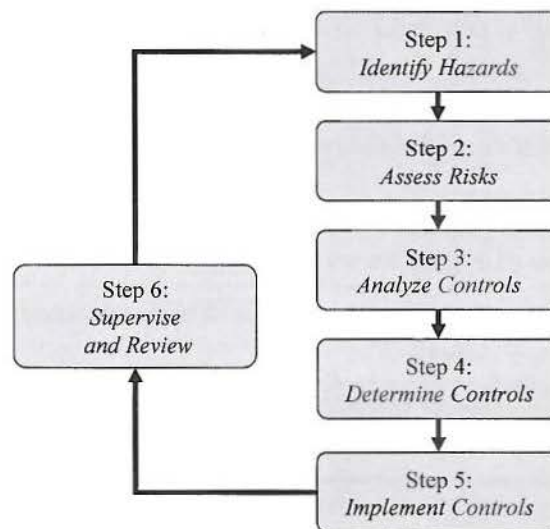 Step 1:
Identify Hazards
Step 2:
Assess Risks
Step 3:
Analyze Controls
Step 4:
Determine Controls
Step 5:
Implement Controls
Step 6:
Supervise
and Review